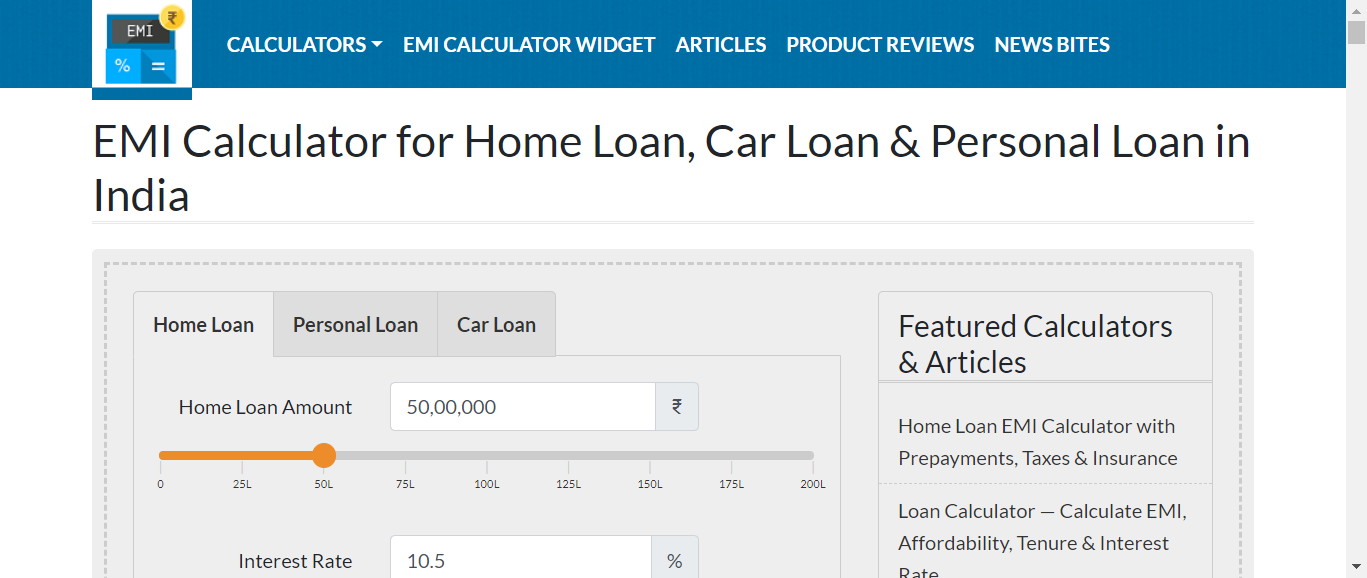 EMI ₹
% =
CALCULATORS EMI CALCULATOR WIDGET ARTICLES PRODUCT REVIEWS NEWS BITES
EMI Calculator for Home Loan, Car Loan & Personal Loan in
India
Home Loan Personal Loan Car Loan
Home Loan Amount 50,00,000 ₹
0 25L 50L 75L 100L 125L 150L 175L 200L
Interest Rate 10.5 %
Featured Calculators
& Articles
Home Loan EMI Calculator with
Prepayments, Taxes & Insurance
Loan Calculator — Calculate EMI,
Affordability, Tenure & Interest
Rate